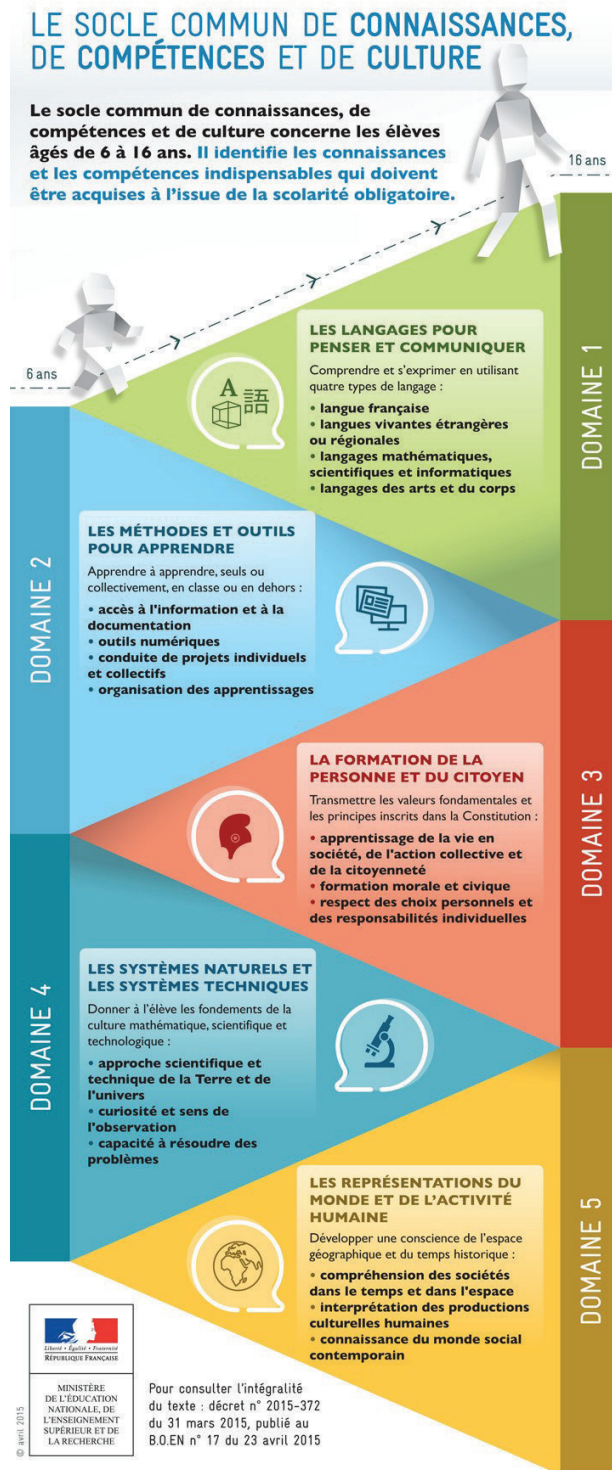 LE SOCLE COMMUN DE CONNAISSANCES,
DE COMPÉTENCES ET DE CULTURE
Le socle commun de connaissances, de
compétences et de culture concerne les élèves
âgés de 6 à 16 ans. Il identifie les connaissances
et les compétences indispensables qui doivent
être acquises à l'issue de la scolarité obligatoire.
16 ans
6 ans
DOMAINE 1
LES LANGAGES POUR
PENSER ET COMMUNIQUER
Comprendre et s'exprimer en utilisant
quatre types de langage :
• langue française
• langues vivantes étrangères
ou régionales
• langages mathématiques,
scientifiques et informatiques
• langages des arts et du corps
A 語
DOMAINE 2
LES MÉTHODES ET OUTILS
POUR APPRENDRE
Apprendre à apprendre, seuls ou
collectivement, en classe ou en dehors :
• accès à l'information et à la
documentation
• outils numériques
• conduite de projets individuels
et collectifs
• organisation des apprentissages
DOMAINE 3
LA FORMATION DE LA
PERSONNE ET DU CITOYEN
Transmettre les valeurs fondamentales et
les principes inscrits dans la Constitution :
• apprentissage de la vie en
société, de l'action collective et
de la citoyenneté
• formation morale et civique
• respect des choix personnels et
des responsabilités individuelles
DOMAINE 4
LES SYSTÈMES NATURELS ET
LES SYSTÈMES TECHNIQUES
Donner à l'élève les fondements de la
culture mathématique, scientifique et
technologique :
• approche scientifique et
technique de la Terre et de
l'univers
• curiosité et sens de
l'observation
• capacité à résoudre des
problèmes
DOMAINE 5
LES REPRÉSENTATIONS DU
MONDE ET DE L'ACTIVITÉ
HUMAINE
Développer une conscience de l'espace
géographique et du temps historique :
• compréhension des sociétés
dans le temps et dans l'espace
• interprétation des productions
culturelles humaines
• connaissance du monde social
contemporain
Liberté • Égalité • Fraternité
RÉPUBLIQUE FRANÇAISE
MINISTÈRE
DE L'ÉDUCATION
NATIONALE, DE
L'ENSEIGNEMENT
SUPÉRIEUR ET DE
LA RECHERCHE
© avril 2015
Pour consulter l'intégralité
du texte : décret n° 2015-372
du 31 mars 2015, publié au
B.O.EN n° 17 du 23 avril 2015